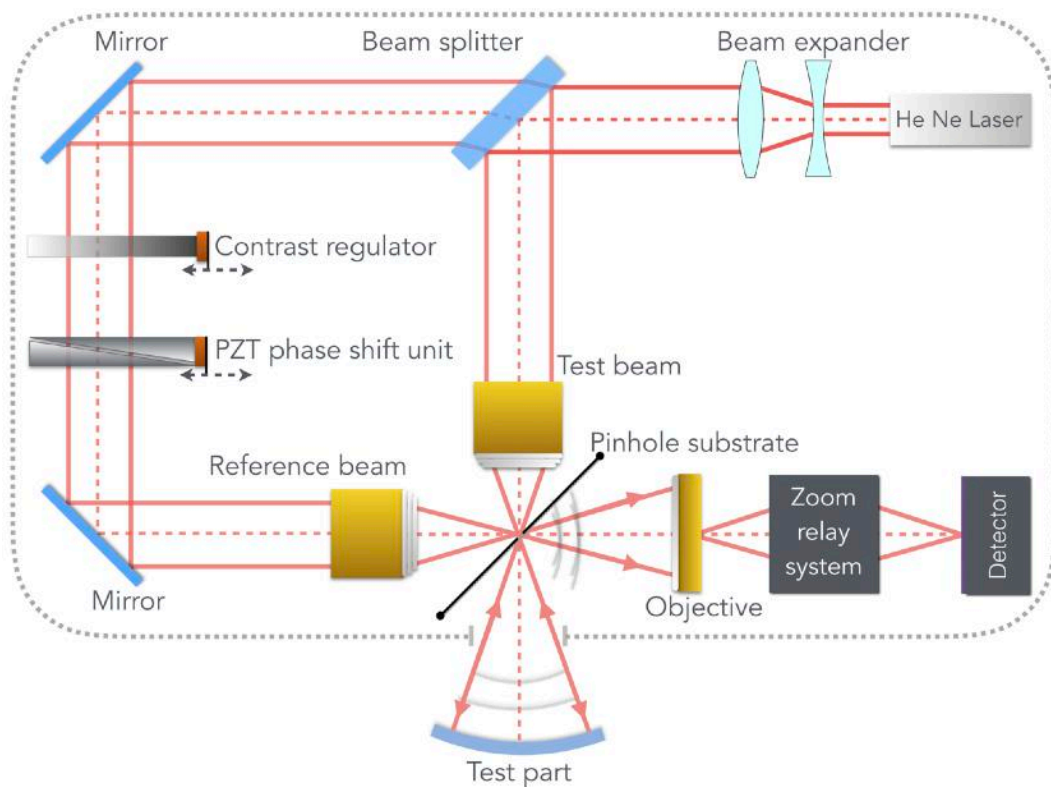 Mirror
Beam splitter
Beam expander
He Ne Laser
Contrast regulator
PZT phase shift unit
Test beam
Pinhole substrate
Reference beam
Zoom
relay
system
Detector
Mirror
Objective
Test part